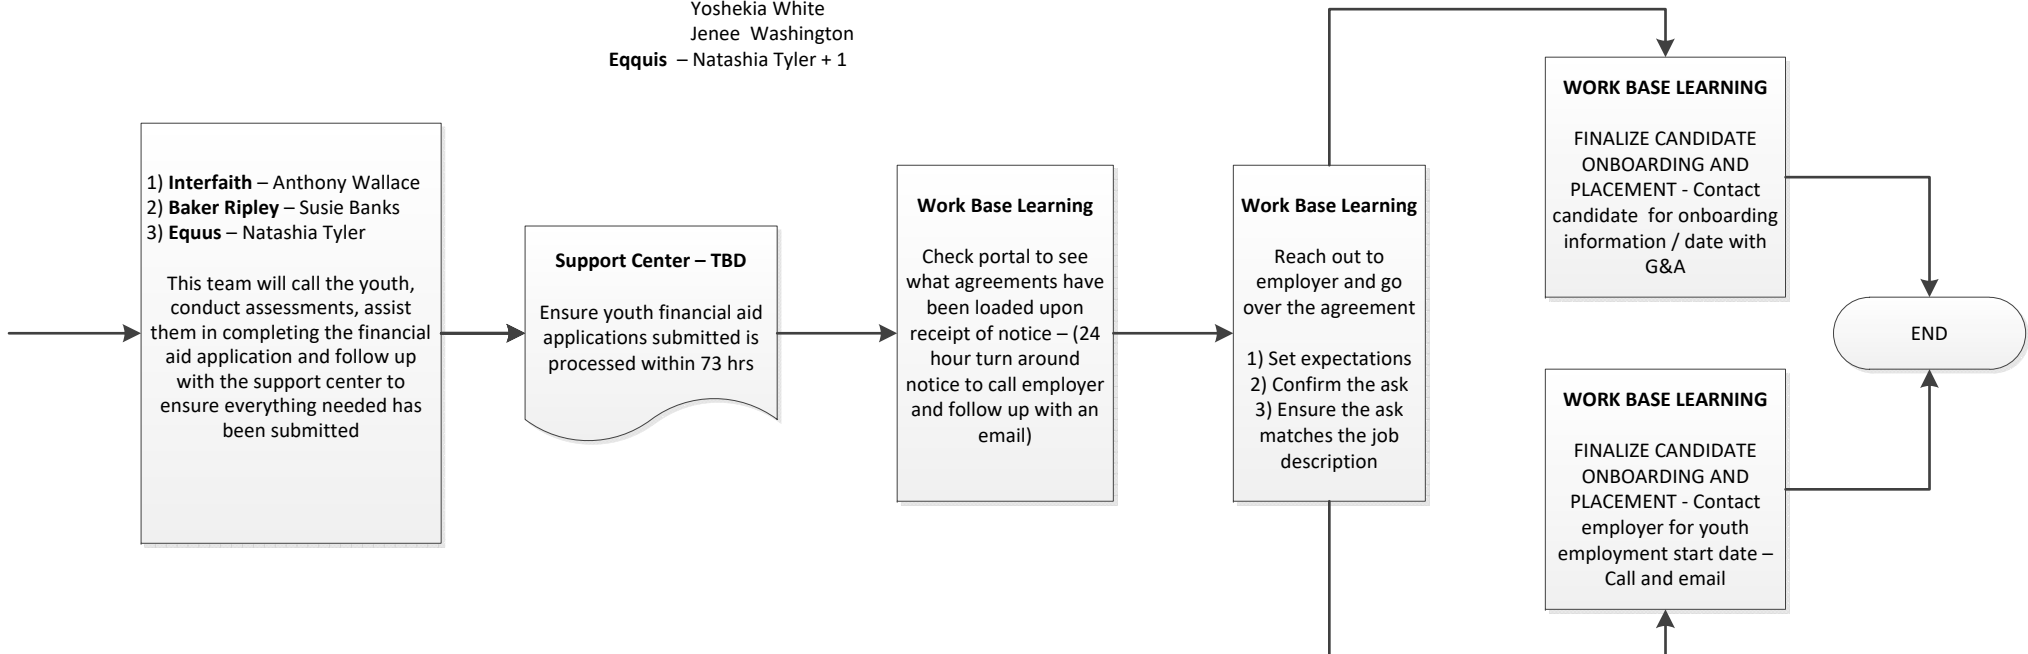 Yoshekia White
Jenee  Washington
Eqquis  – Natashia Tyler + 1
1) Interfaith – Anthony Wallace
2) Baker Ripley – Susie Banks
3) Equus – Natashia Tyler
This team will call the youth,
conduct assessments, assist
them in completing the financial
aid application and follow up
with the support center to
ensure everything needed has
been submitted
Support Center – TBD
Ensure youth financial aid
applications submitted is
processed within 73 hrs
Work Base Learning
Check portal to see
what agreements have
been loaded upon
receipt of notice – (24
hour turn around
notice to call employer
and follow up with an
email)
Work Base Learning
Reach out to
employer and go
over the agreement
1) Set expectations
2) Confirm the ask
3) Ensure the ask
matches the job
description
WORK BASE LEARNING
FINALIZE CANDIDATE
ONBOARDING AND
PLACEMENT - Contact
candidate  for onboarding
information / date with
G&A
WORK BASE LEARNING
FINALIZE CANDIDATE
ONBOARDING AND
PLACEMENT - Contact
employer for youth
employment start date –
Call and email
END